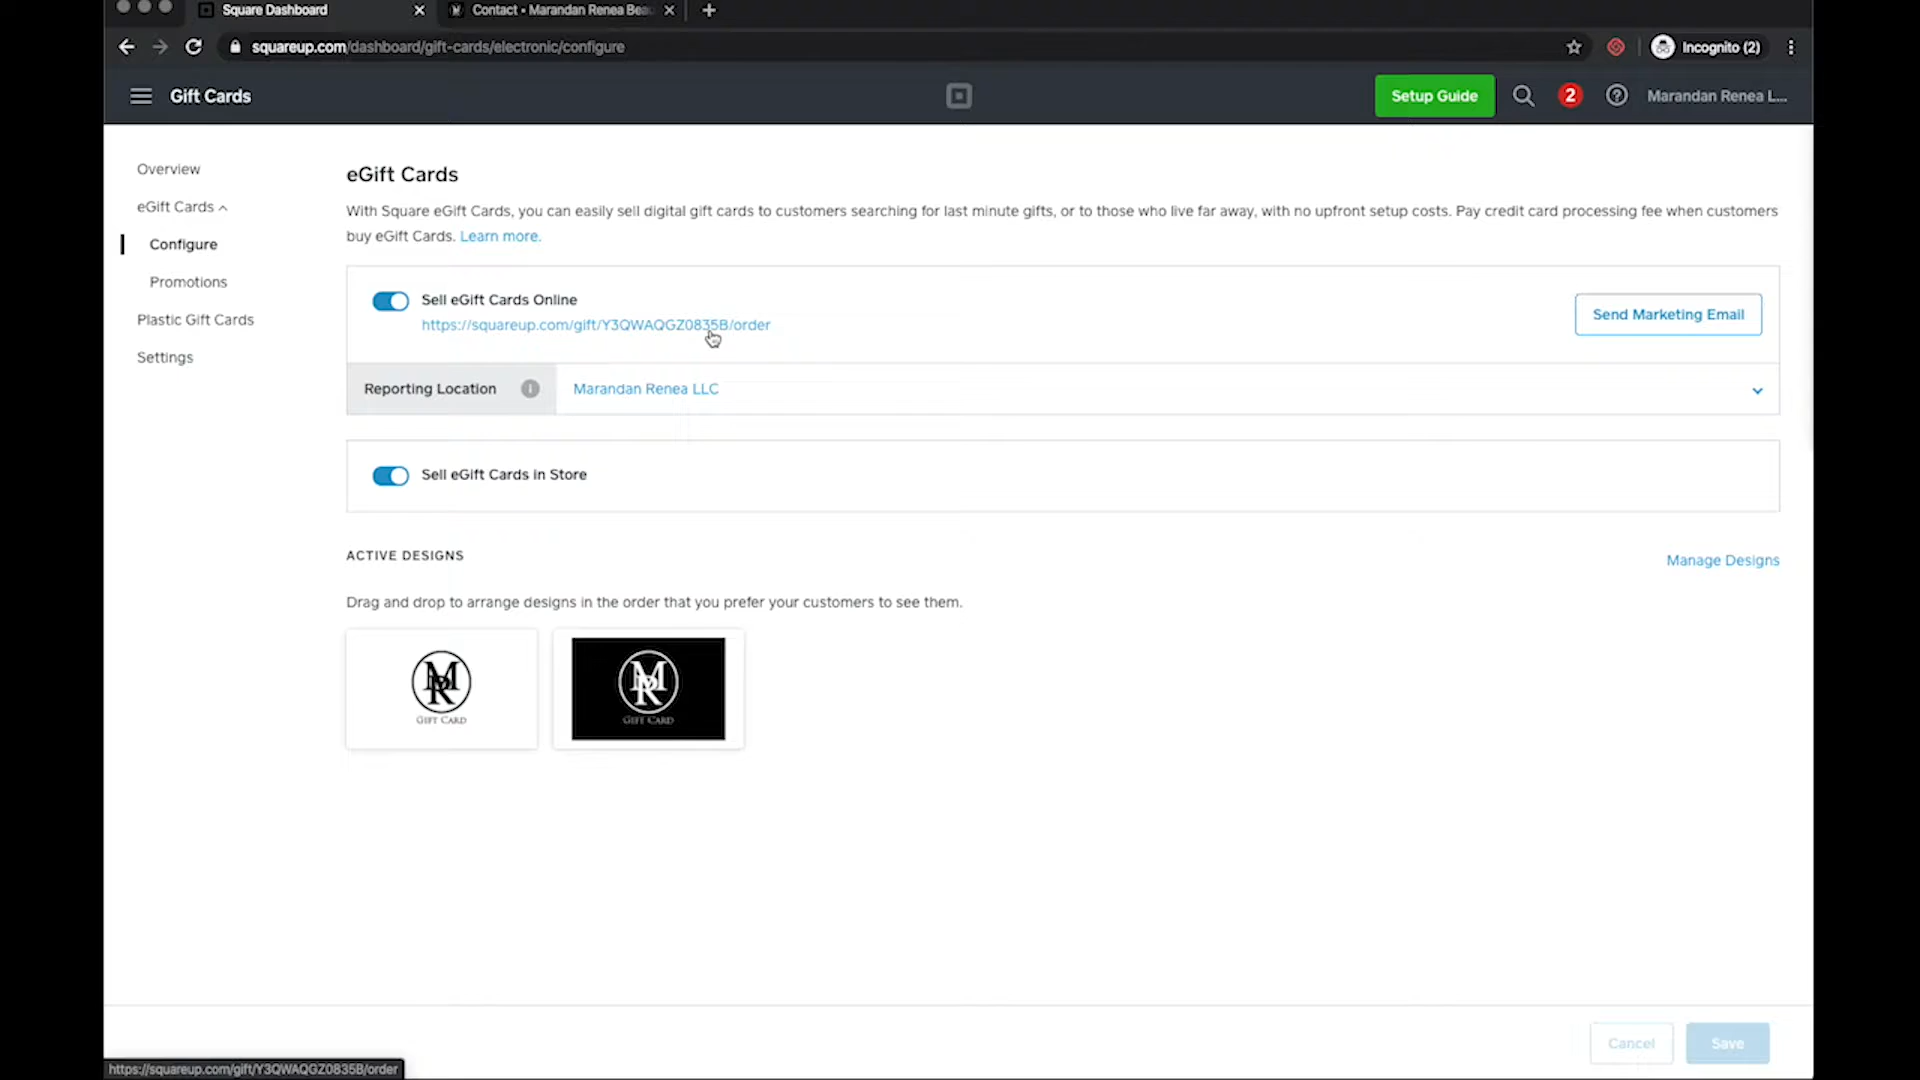 Square Dashboard
Contact • Marandan Renea Bea
squareup.com/dashboard/gift-cards/electronic/configure
Incognito (2)
Gift Cards
Setup Guide
2
Marandan Renea L...
Overview
eGift Cards
Configure
Promotions
Plastic Gift Cards
Settings
eGift Cards
With Square eGift Cards, you can easily sell digital gift cards to customers searching for last minute gifts, or to those who live far away, with no upfront setup costs. Pay credit card processing fee when customers
buy eGift Cards. Learn more.
Sell eGift Cards Online
https://squareup.com/gift/Y3QWAQGZ0835B/order
Send Marketing Email
Reporting Location
Marandan Renea LLC
Sell eGift Cards in Store
ACTIVE DESIGNS
Manage Designs
Drag and drop to arrange designs in the order that you prefer your customers to see them.
MR
GIFT CARD
MR
GIFT CARD
Cancel
Save
https://squareup.com/gift/Y3QWAQGZ0835B/order